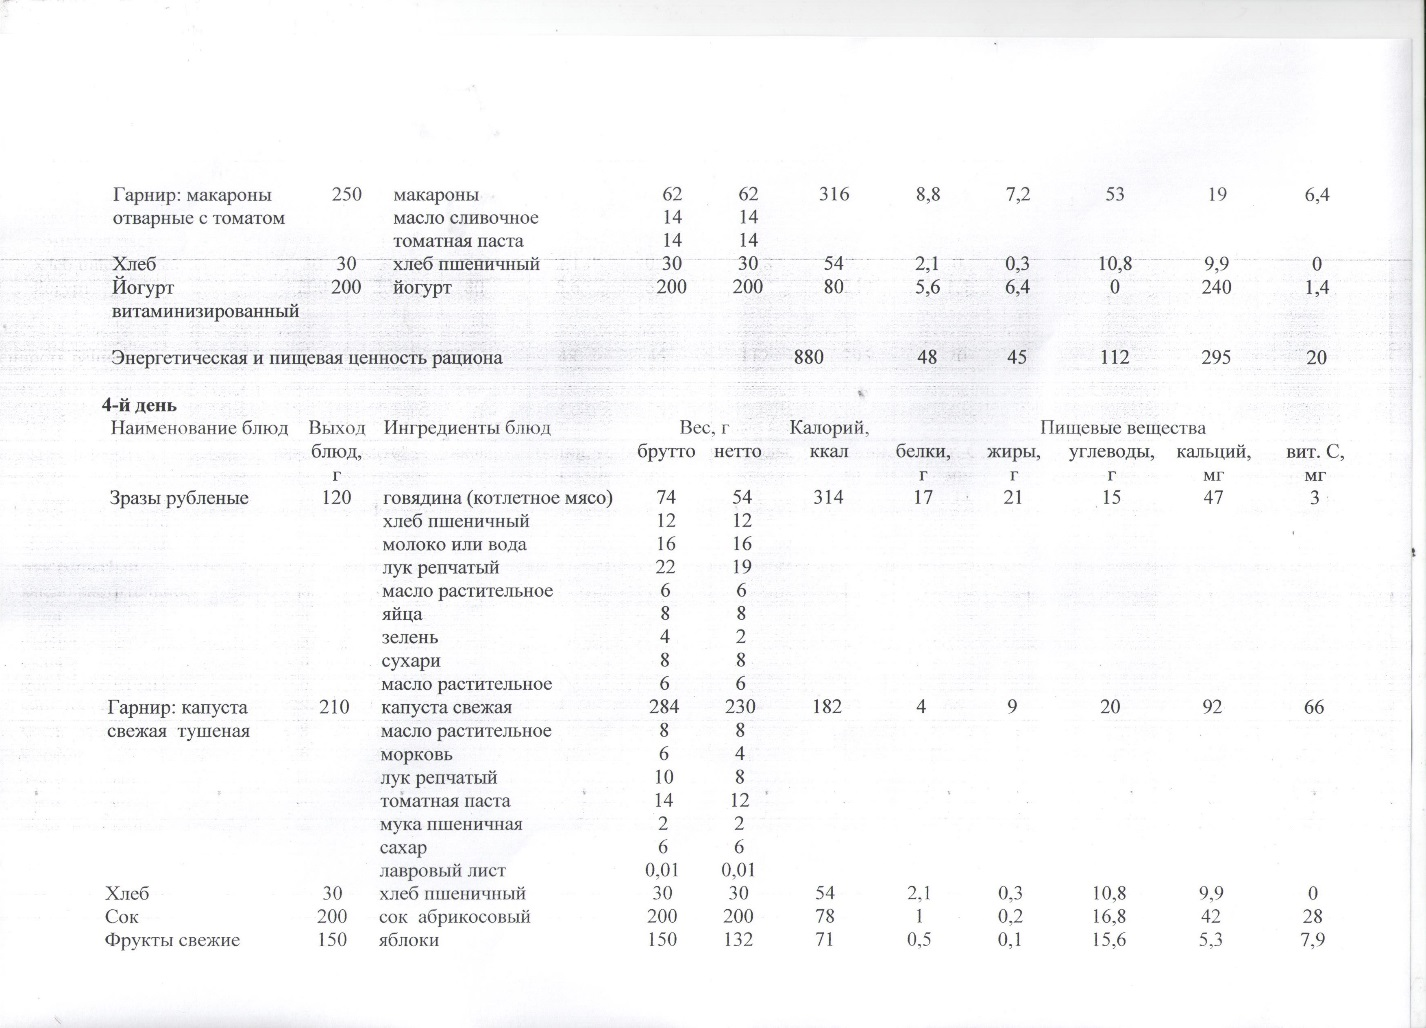 Гарнир: макароны 250 макароны 62 62 316 8,8 7,2 53 19 6,4
отварные с томатом масло сливочное 14 14
томатная паста 14 14
Хлеб 30 хлеб пшеничный 30 30 54 2,1 0,3 10,8 9,9 0
Йогурт 200 йогурт 200 200 80 5,6 6,4 0 240 1,4
витаминизированный
Энергетическая и пищевая ценность рациона 880 48 45 112 295 20
4-й день
Наименование блюд Выход Ингредиенты блюд Вес, г Калорий, Пищевые вещества
блюд, брутто нетто ккал белки, жиры, углеводы, кальций, вит. С,
г г г г мг мг
Зразы рубленые 120 говядина (котлетное мясо) 74 54 314 17 21 15 47 3
хлеб пшеничный 12 12
молоко или вода 16 16
лук репчатый 22 19
масло растительное 6 6
яйца 8 8
зелень 4 2
сухари 8 8
масло растительное 6 6
Гарнир: капуста 210 капуста свежая 284 230 182 4 9 20 92 66
свежая тушеная масло растительное 8 8
морковь 6 4
лук репчатый 10 8
томатная паста 14 12
мука пшеничная 2 2
сахар 6 6
лавровый лист 0,01 0,01
Хлеб 30 хлеб пшеничный 30 30 54 2,1 0,3 10,8 9,9 0
Сок 200 сок абрикосовый 200 200 78 1 0,2 16,8 42 28
Фрукты свежие 150 яблоки 150 132 71 0,5 0,1 15,6 5,3 7,9